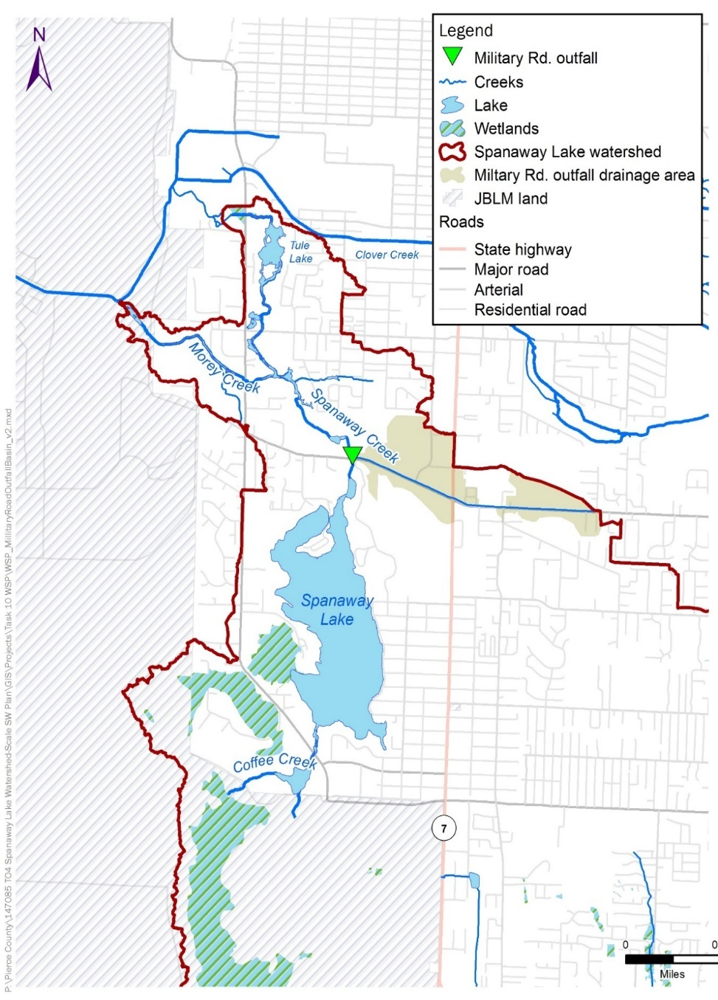 N
Legend
Military Rd. outfall
Creeks
Lake
Wetlands
Spanaway Lake watershed
Miltary Rd. outfall drainage area
JBLM land
Roads
State highway
Major road
Arterial
Residential road
Tule
Lake
Clover Creek
Morey Creek
Spanaway Creek
Spanaway
Lake
Coffee Creek
7
0
0
Miles
P:\Pierce County\147085 TO4 Spanaway Lake Watershed-Scale SW Plan\GIS\Projects\Task 10 WSP\WSP_MillitaryRoadOutfallBasin_v2.mxd